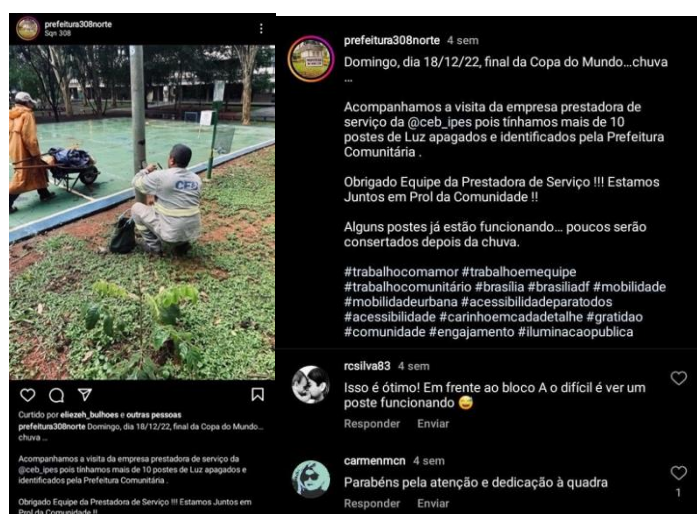 prefeitura308norte
Sqn 308
CEB
Curtido por eliezeh_bulhoes e outras pessoas
prefeitura308norte Domingo, dia 18/12/22, final da Copa do Mundo...
chuva ...
Acompanhamos a visita da empresa prestadora de serviço da
@ceb_ipes pois tínhamos mais de 10 postes de Luz apagados e
identificados pela Prefeitura Comunitária .
Obrigado Equipe da Prestadora de Serviço !!! Estamos Juntos em
Prol da Comunidade !!
prefeitura308norte 4 sem
Domingo, dia 18/12/22, final da Copa do Mundo...chuva
...
Acompanhamos a visita da empresa prestadora de
serviço da @ceb_ipes pois tínhamos mais de 10
postes de Luz apagados e identificados pela Prefeitura
Comunitária .
Obrigado Equipe da Prestadora de Serviço !!! Estamos
Juntos em Prol da Comunidade !!
Alguns postes já estão funcionando... poucos serão
consertados depois da chuva.
#trabalhocomamor #trabalhoemequipe
#trabalhocomunitário #brasília #brasiliadf #mobilidade
#mobilidadeurbana #acessibilidadeparatodos
#acessibilidade #carinhoemcadadetalhe #gratidao
#comunidade #engajamento #iluminacaopublica
rcsilva83 4 sem
Isso é ótimo! Em frente ao bloco A o difícil é ver um
poste funcionando 😅
Responder Enviar
carmenmcn 4 sem
Parabéns pela atenção e dedicação à quadra
1
Responder Enviar